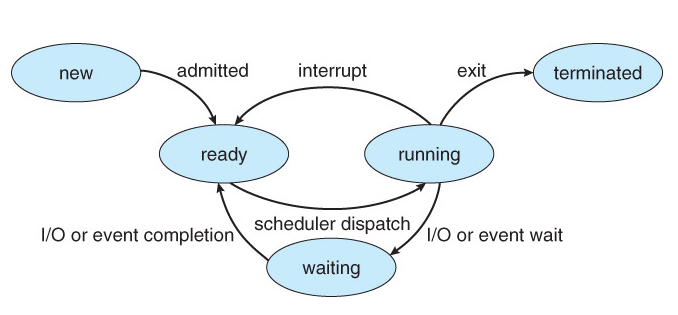 new
admitted
interrupt
exit
terminated
ready
running
scheduler dispatch
I/O or event completion
I/O or event wait
waiting